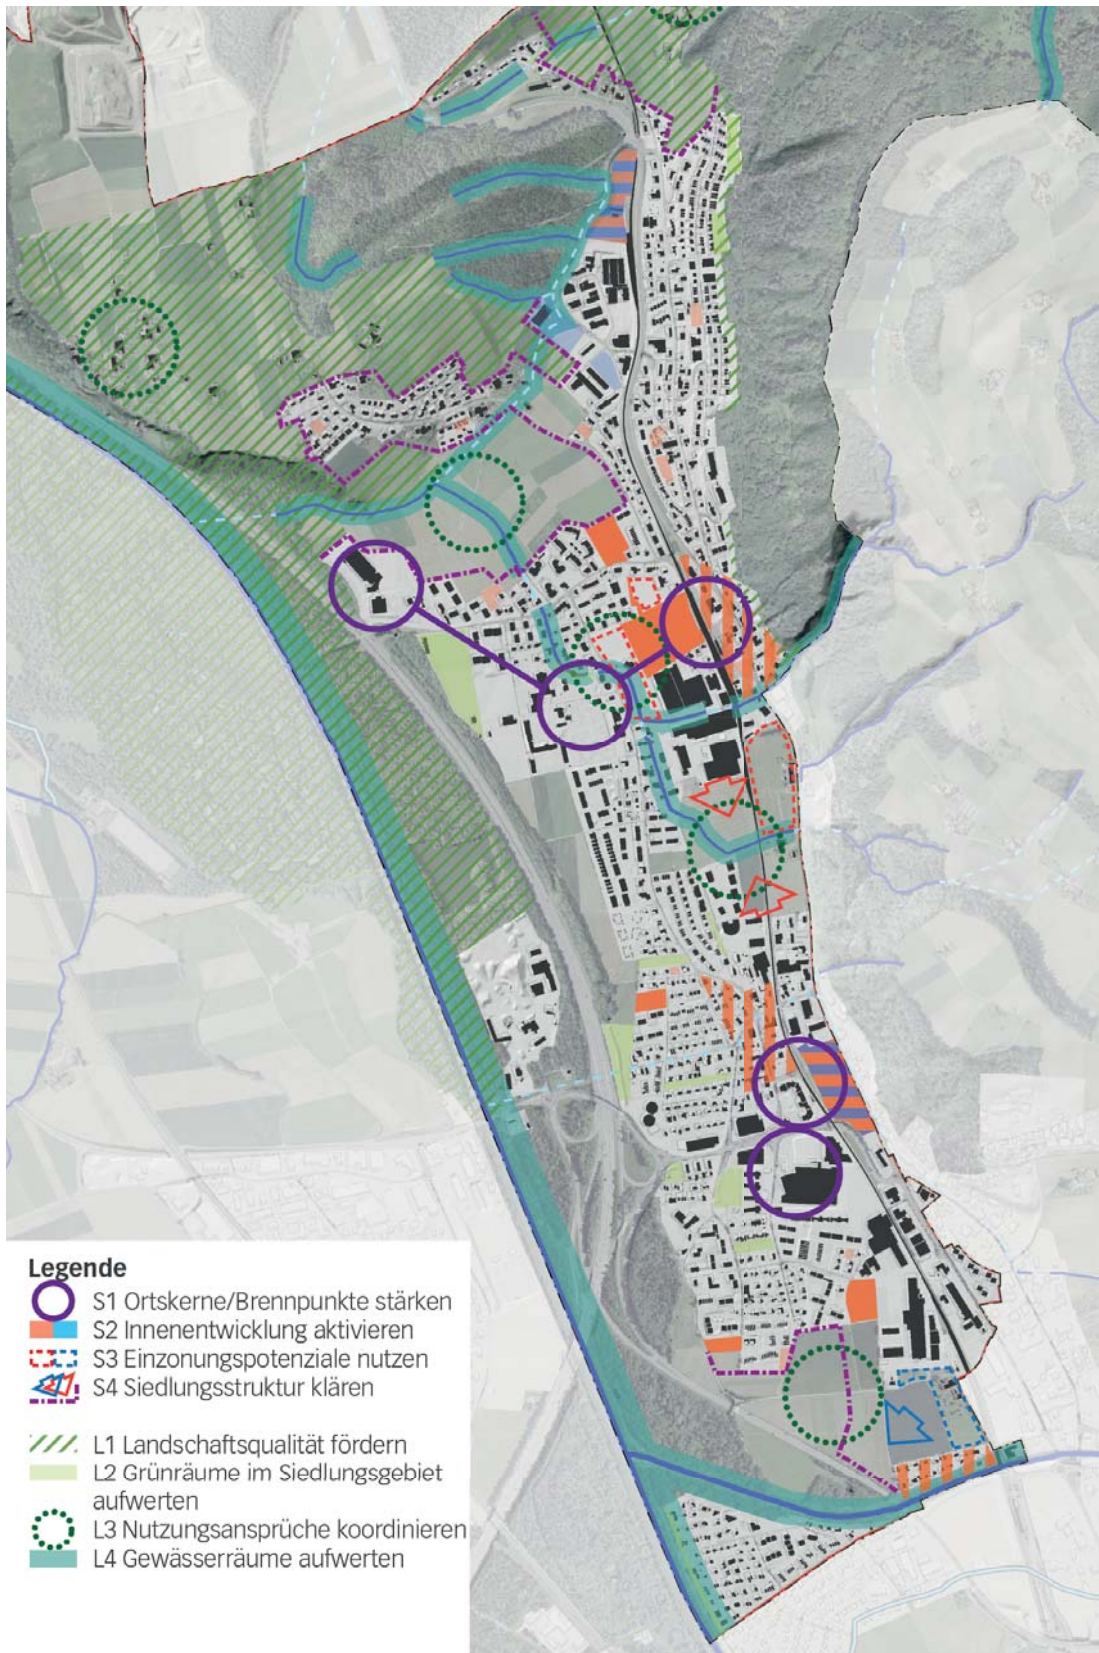 Legende
S1 Ortskerne/Brennpunkte stärken
S2 Innenentwicklung aktivieren
S3 Einzonungspotenziale nutzen
S4 Siedlungsstruktur klären
L1 Landschaftsqualität fördern
L2 Grünräume im Siedlungsgebiet
aufwerten
L3 Nutzungsansprüche koordinieren
L4 Gewässerräume aufwerten